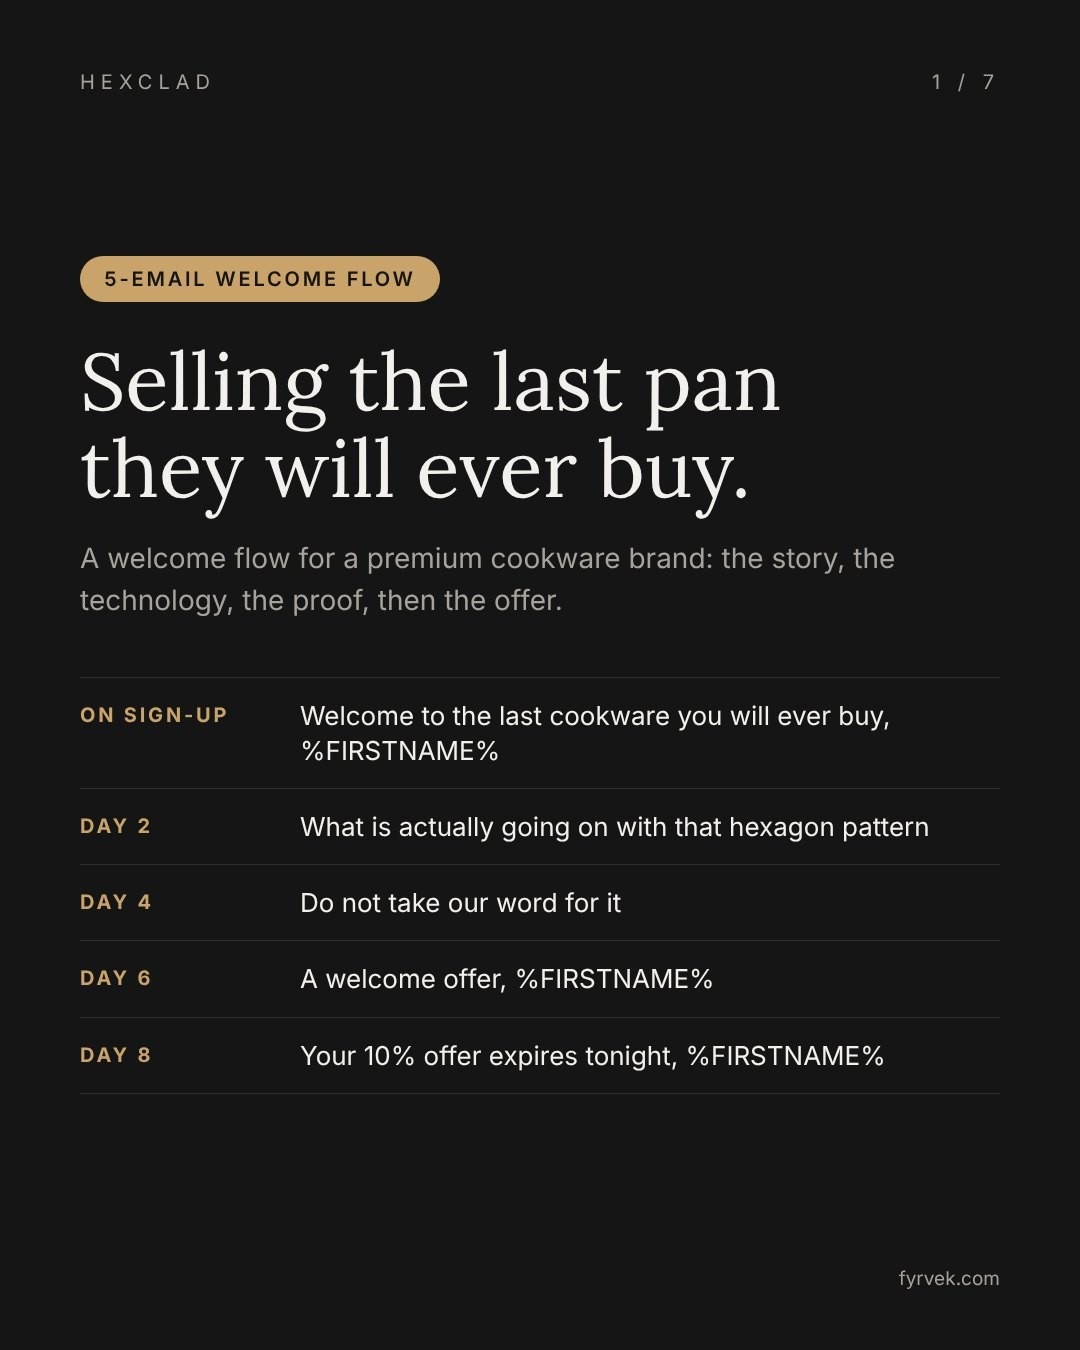 HEXCLAD
1 / 7
5-EMAIL WELCOME FLOW
Selling the last pan
they will ever buy.
A welcome flow for a premium cookware brand: the story, the
technology, the proof, then the offer.
ON SIGN-UP
Welcome to the last cookware you will ever buy,
%FIRSTNAME%
DAY 2
What is actually going on with that hexagon pattern
DAY 4
Do not take our word for it
DAY 6
A welcome offer, %FIRSTNAME%
DAY 8
Your 10% offer expires tonight, %FIRSTNAME%
fyrvek.com